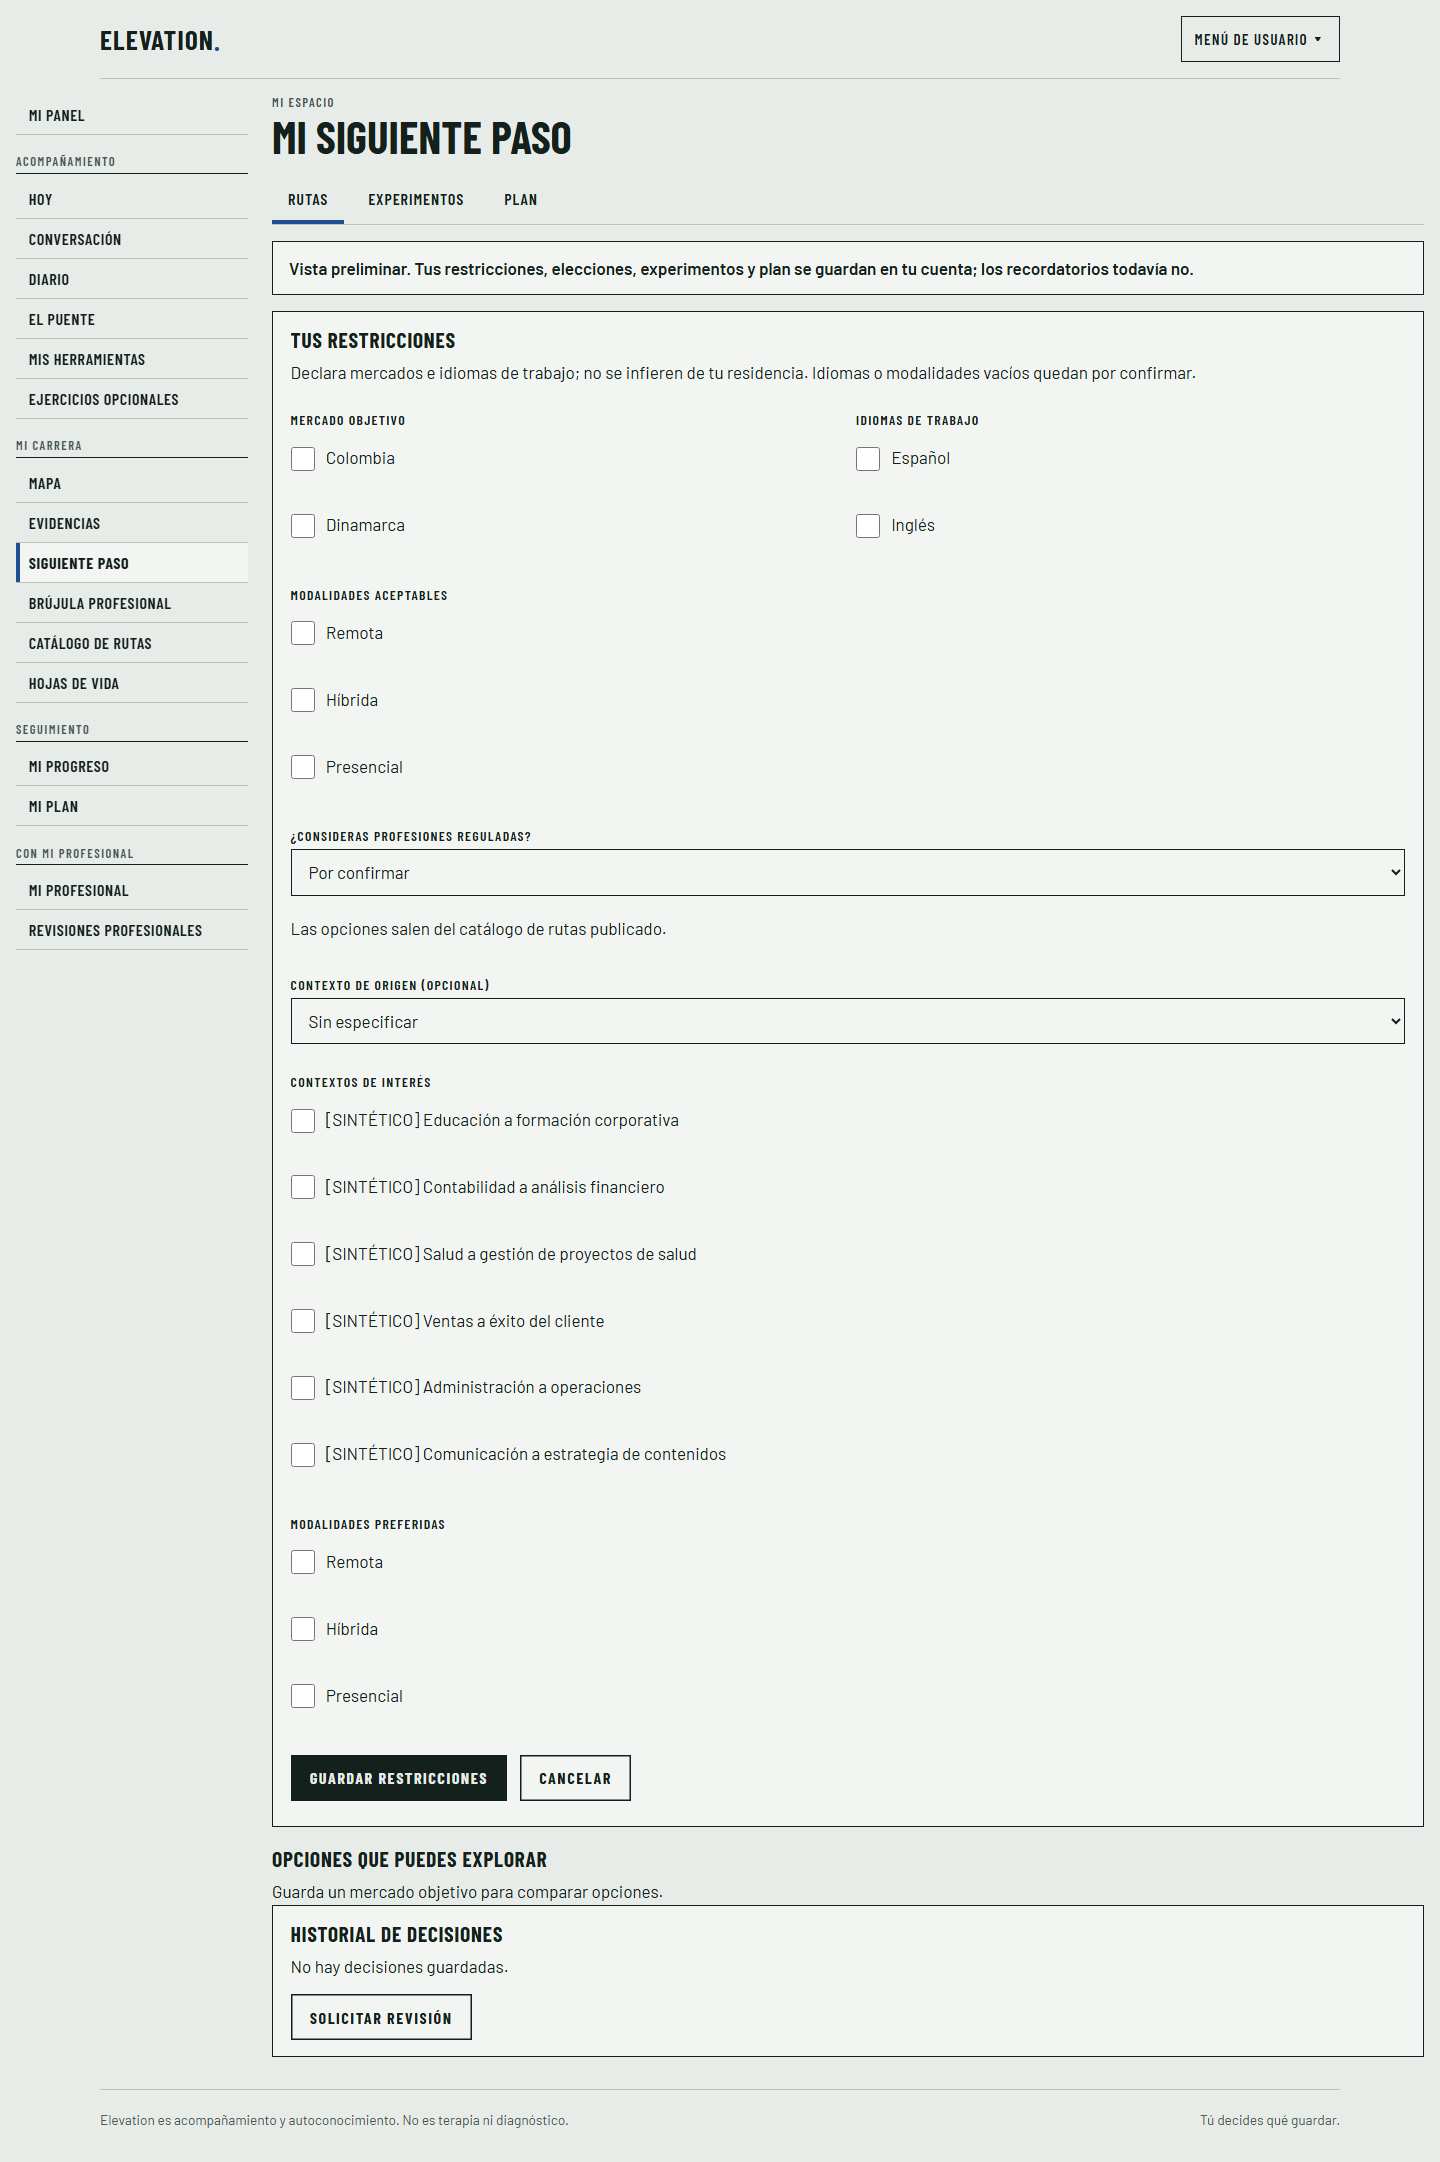 ELEVATION.
MENÚ DE USUARIO
MI PANEL
ACOMPAÑAMIENTO
HOY
CONVERSACIÓN
DIARIO
EL PUENTE
MIS HERRAMIENTAS
EJERCICIOS OPCIONALES
MI CARRERA
MAPA
EVIDENCIAS
SIGUIENTE PASO
BRÚJULA PROFESIONAL
CATÁLOGO DE RUTAS
HOJAS DE VIDA
SEGUIMIENTO
MI PROGRESO
MI PLAN
CON MI PROFESIONAL
MI PROFESIONAL
REVISIONES PROFESIONALES
MI ESPACIO
MI SIGUIENTE PASO
RUTAS EXPERIMENTOS PLAN
Vista preliminar. Tus restricciones, elecciones, experimentos y plan se guardan en tu cuenta; los recordatorios todavía no.
TUS RESTRICCIONES
Declara mercados e idiomas de trabajo; no se infieren de tu residencia. Idiomas o modalidades vacíos quedan por confirmar.
MERCADO OBJETIVO
Colombia
Dinamarca
IDIOMAS DE TRABAJO
Español
Inglés
MODALIDADES ACEPTABLES
Remota
Híbrida
Presencial
¿CONSIDERAS PROFESIONES REGULADAS?
Por confirmar
Las opciones salen del catálogo de rutas publicado.
CONTEXTO DE ORIGEN (OPCIONAL)
Sin especificar
CONTEXTOS DE INTERÉS
[SINTÉTICO] Educación a formación corporativa
[SINTÉTICO] Contabilidad a análisis financiero
[SINTÉTICO] Salud a gestión de proyectos de salud
[SINTÉTICO] Ventas a éxito del cliente
[SINTÉTICO] Administración a operaciones
[SINTÉTICO] Comunicación a estrategia de contenidos
MODALIDADES PREFERIDAS
Remota
Híbrida
Presencial
GUARDAR RESTRICCIONES CANCELAR
OPCIONES QUE PUEDES EXPLORAR
Guarda un mercado objetivo para comparar opciones.
HISTORIAL DE DECISIONES
No hay decisiones guardadas.
SOLICITAR REVISIÓN
Elevation es acompañamiento y autoconocimiento. No es terapia ni diagnóstico.
Tú decides qué guardar.